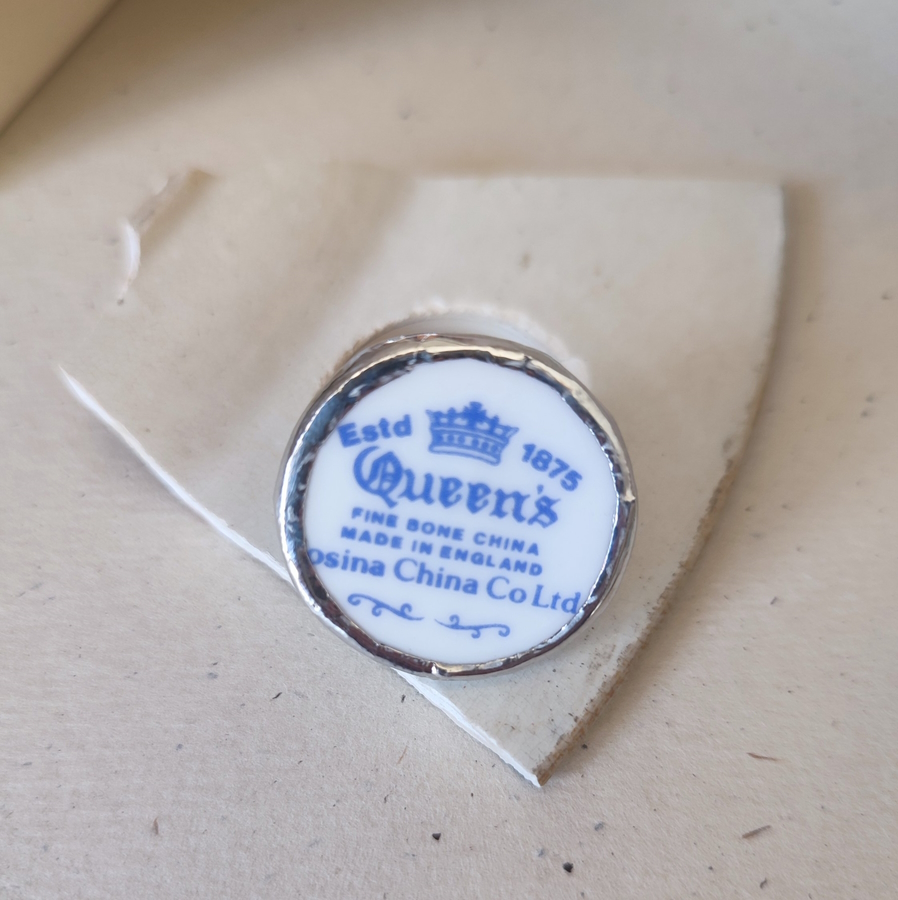 Estd 1875
Queen's
FINE BONE CHINA
MADE IN ENGLAND
osina China Co Ltd